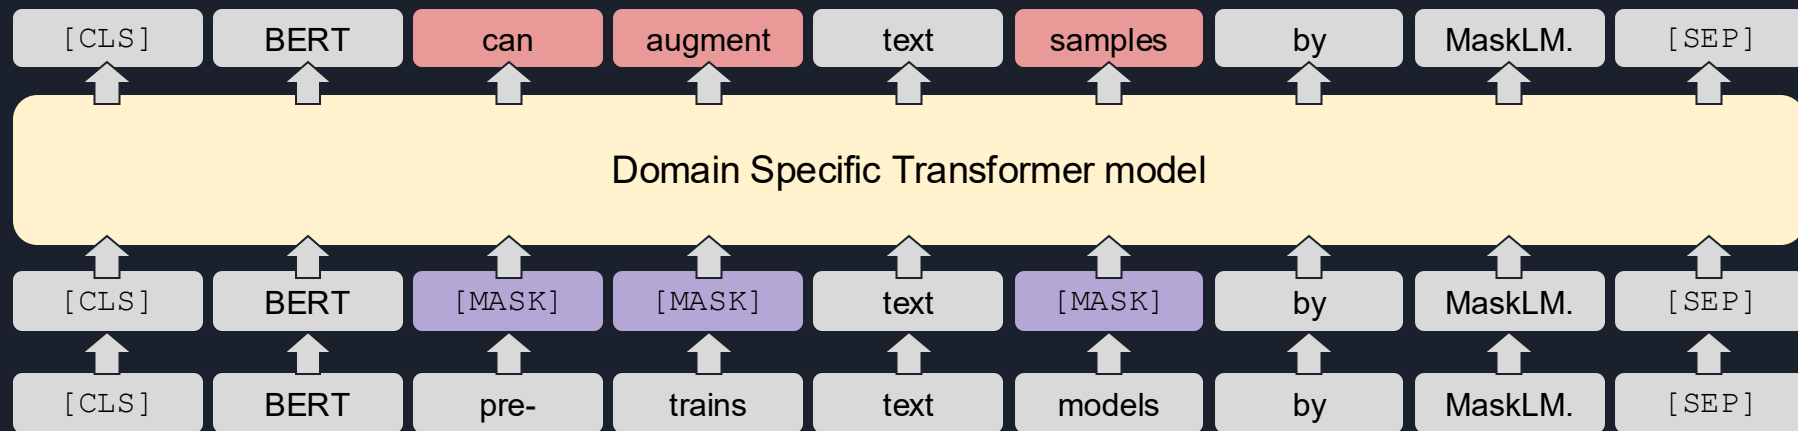 [CLS] BERT can augment text samples by MaskLM. [SEP]
Domain Specific Transformer model
[CLS] BERT [MASK] [MASK] text [MASK] by MaskLM. [SEP]
[CLS] BERT pre- trains text models by MaskLM. [SEP]